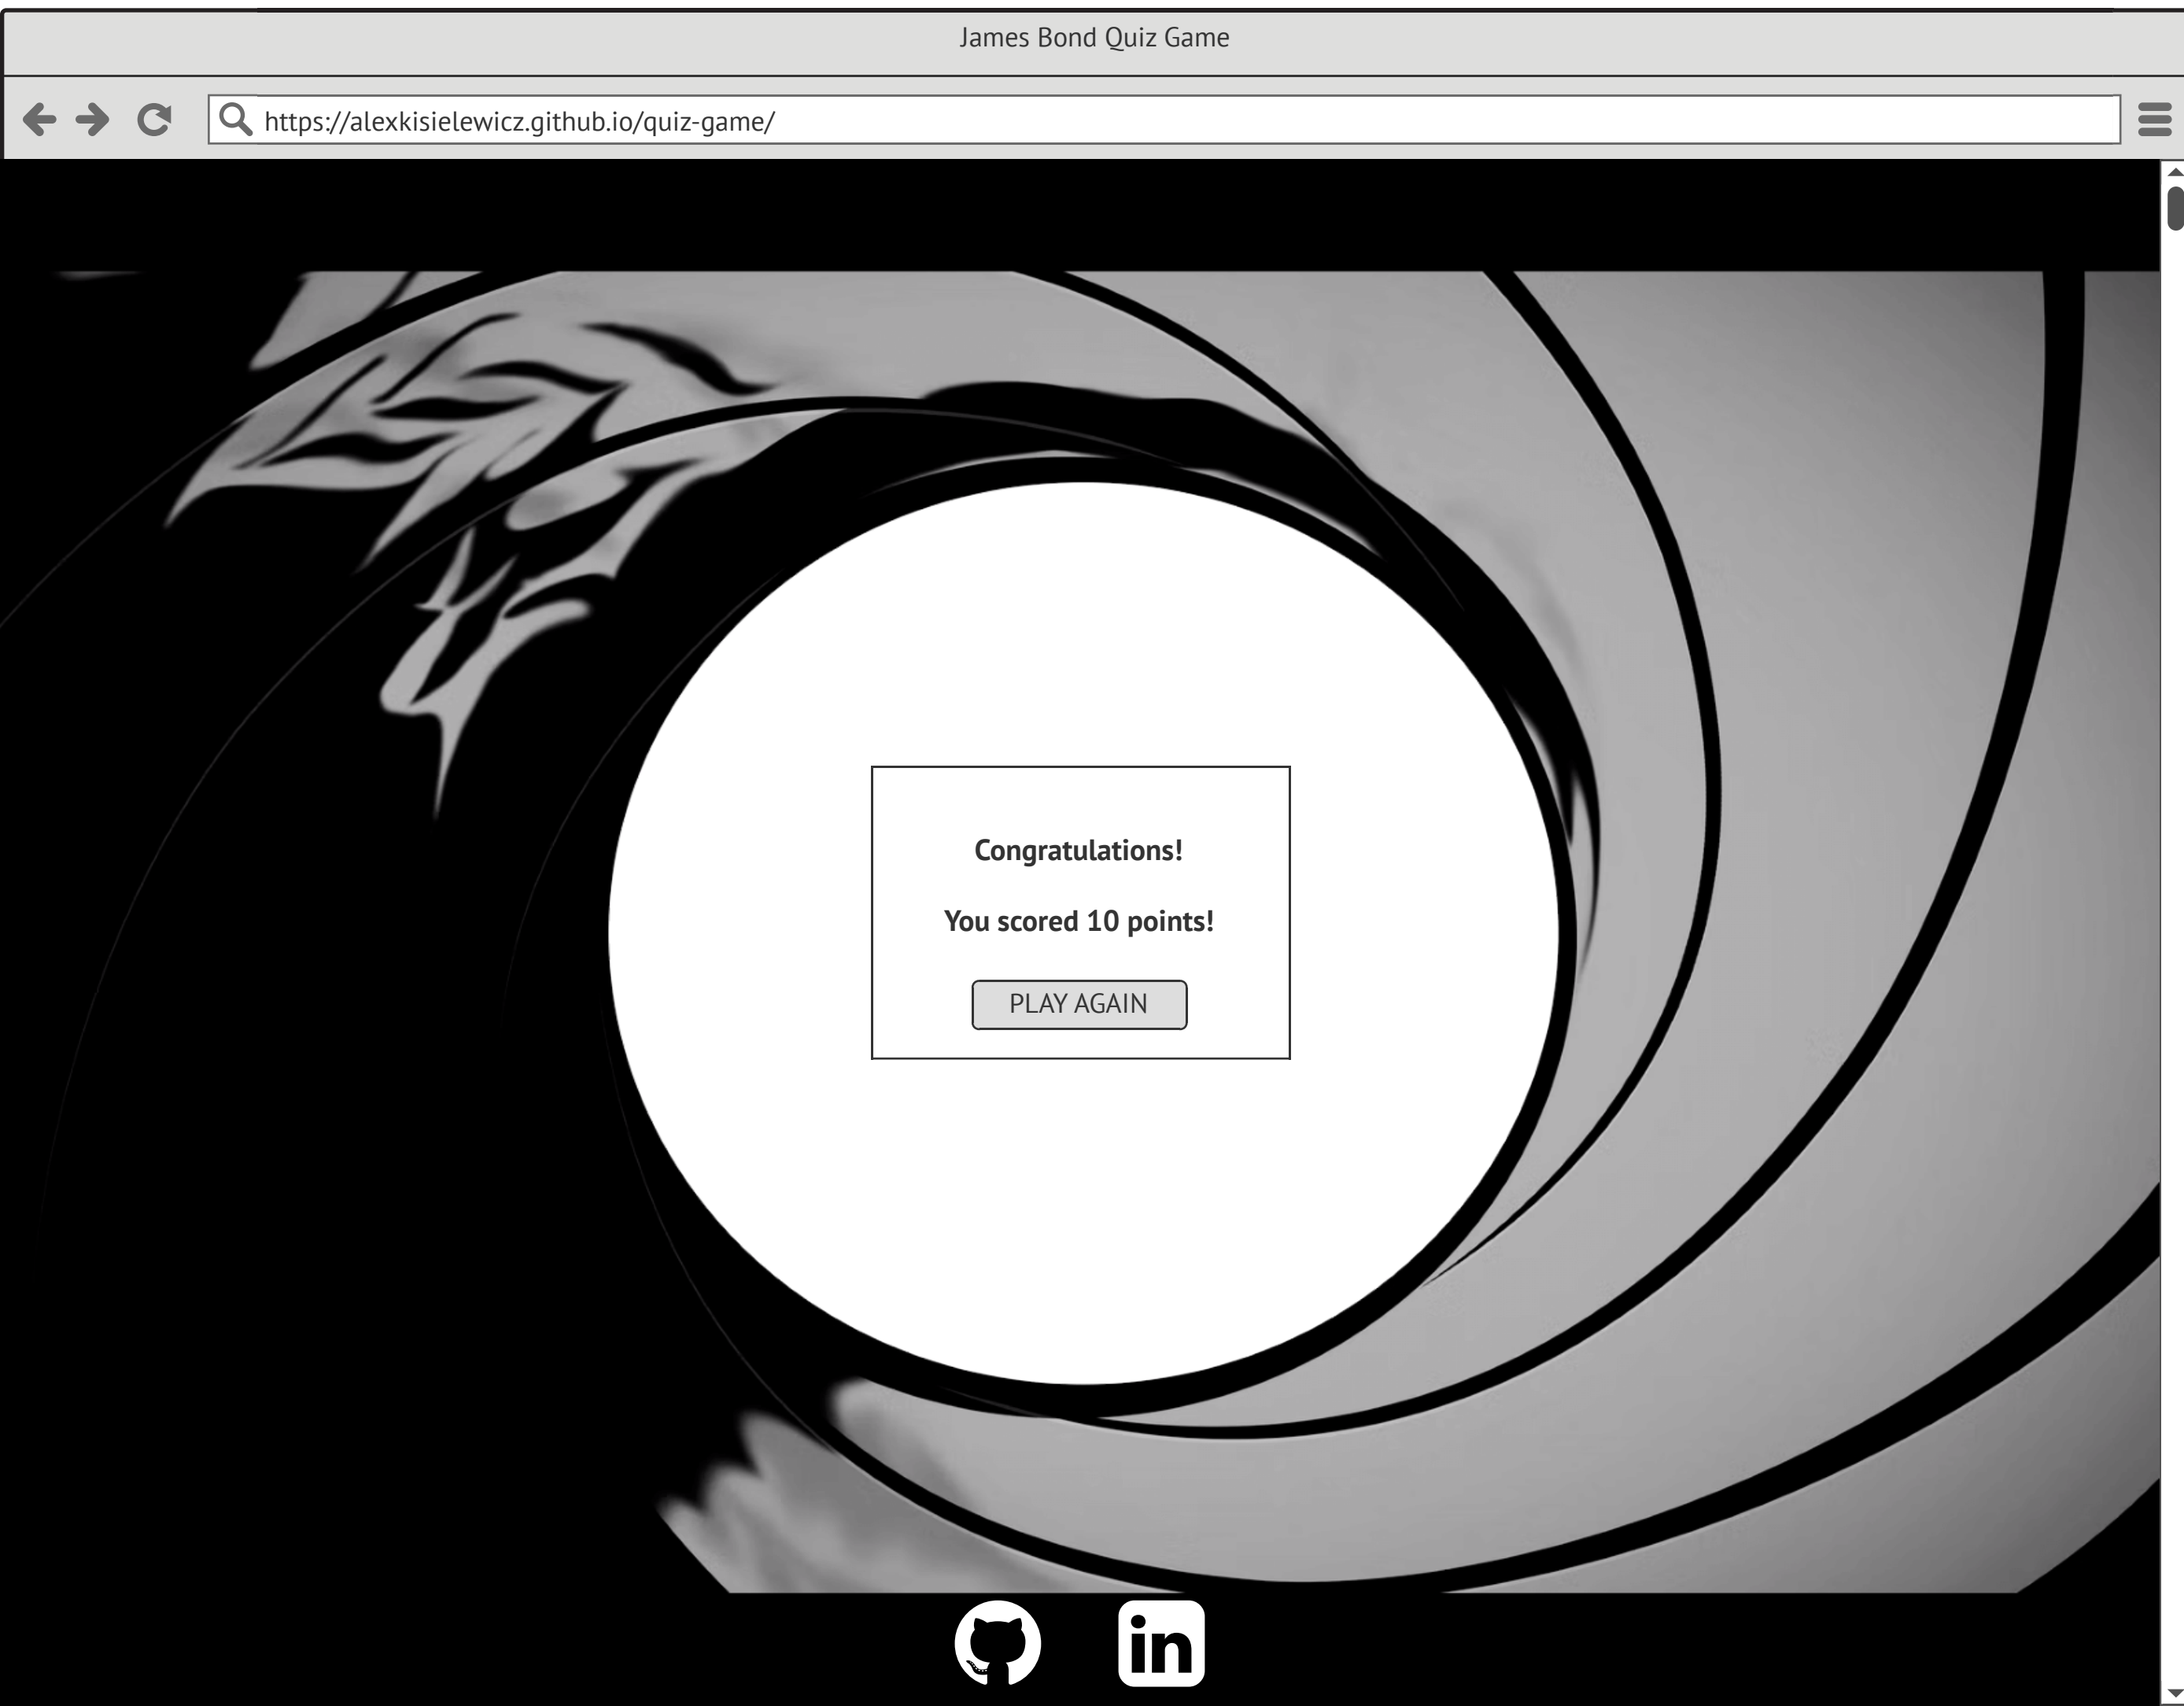 James Bond Quiz Game
https://alexkisielewicz.github.io/quiz-game/
Congratulations!
You scored 10 points!
PLAY AGAIN
in